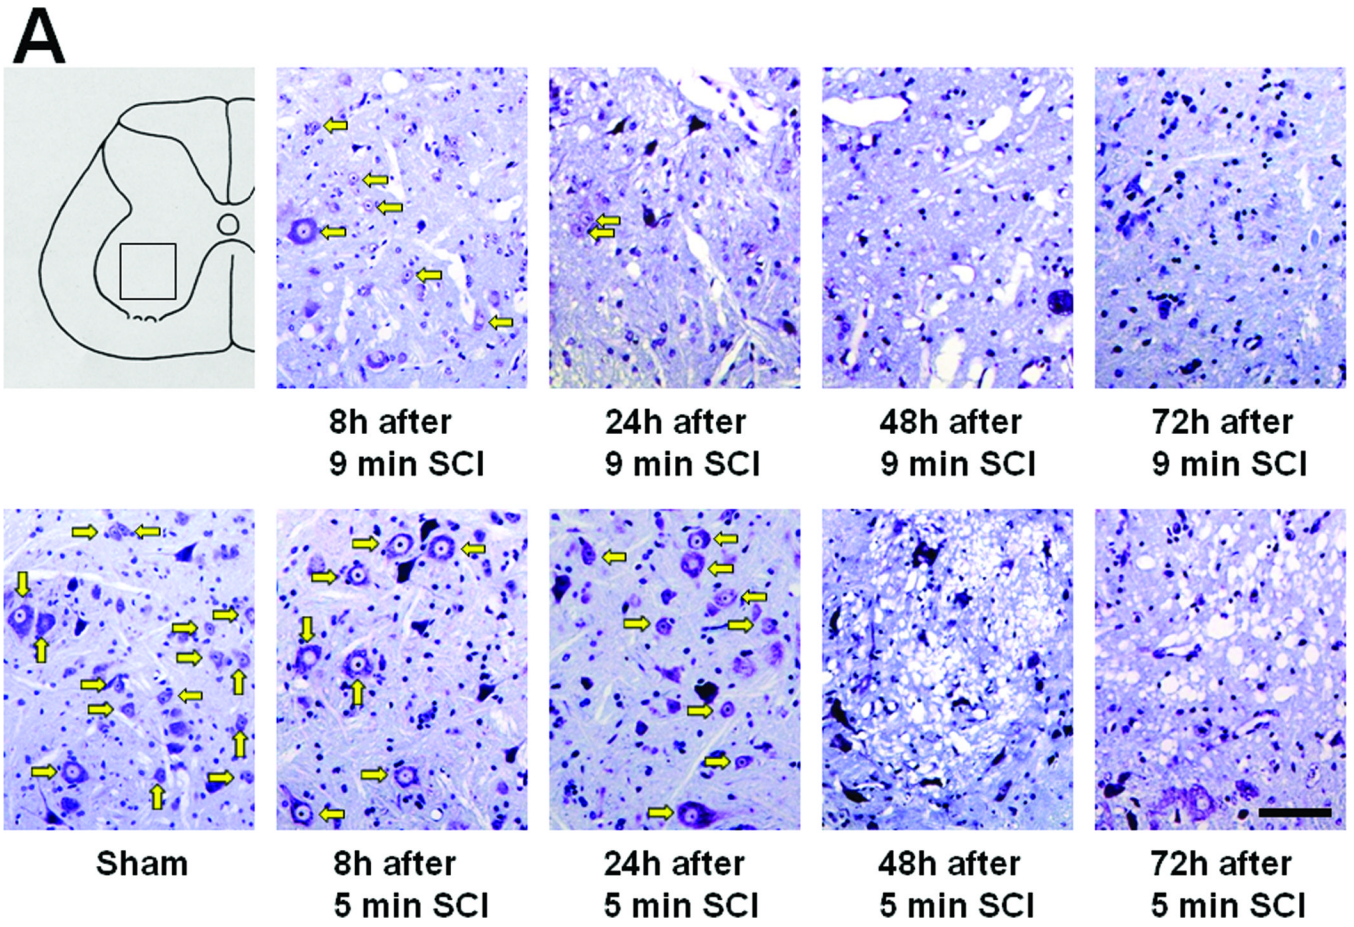 A
8h after
9 min SCI
24h after
9 min SCI
48h after
9 min SCI
72h after
9 min SCI
Sham
8h after
5 min SCI
24h after
5 min SCI
48h after
5 min SCI
72h after
5 min SCI